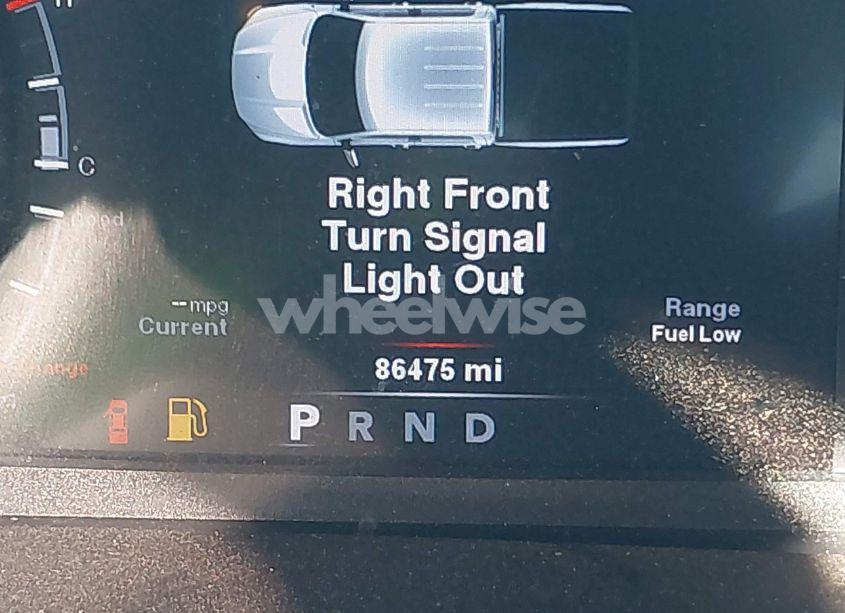 H
C
Right Front
Turn Signal
Light Out
--mpg
Current
wheelwise
Range
Fuel Low
86475 mi
P R N D